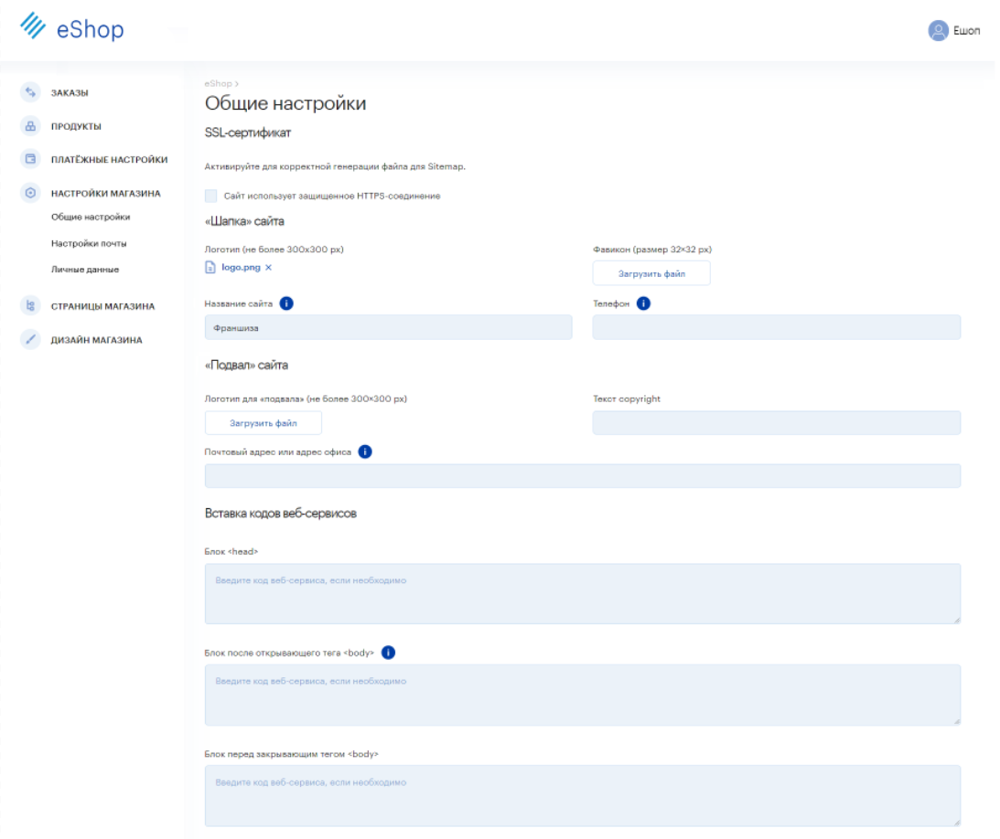 eShop
Ешоп
ЗАКАЗЫ
ПРОДУКТЫ
ПЛАТЁЖНЫЕ НАСТРОЙКИ
НАСТРОЙКИ МАГАЗИНА
Общие настройки
Настройки почты
Личные данные
СТРАНИЦЫ МАГАЗИНА
ДИЗАЙН МАГАЗИНА
eShop >
Общие настройки
SSL-сертификат
Активируйте для корректной генерации файла для Sitemap.
Сайт использует защищенное HTTPS-соединение
«Шапка» сайта
Логотип (не более 300x300 px)
Фавикон (размер 32×32 px)
logo.png ×
Загрузить файл
Название сайта i
Телефон i
Франшиза
«Подвал» сайта
Логотип для «подвала» (не более 300×300 px)
Текст copyright
Загрузить файл
Почтовый адрес или адрес офиса i
Вставка кодов веб-сервисов
Блок <head>
Введите код веб-сервиса, если необходимо
Блок после открывающего тега <body> i
Введите код веб-сервиса, если необходимо
Блок перед закрывающим тегом <body>
Введите код веб-сервиса, если необходимо